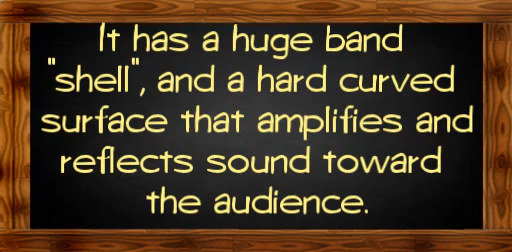 It has a huge band
"shell", and a hard curved
surface that amplifies and
reflects sound toward
the audience.